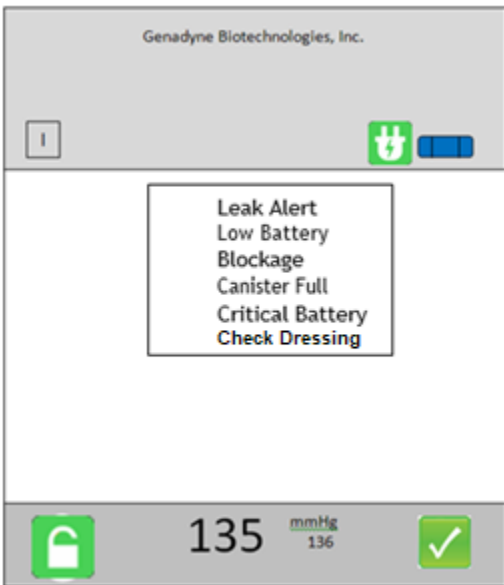 Genadyne Biotechnologies, Inc.
I
Leak Alert
Low Battery
Blockage
Canister Full
Critical Battery
Check Dressing
135 mmHg
136